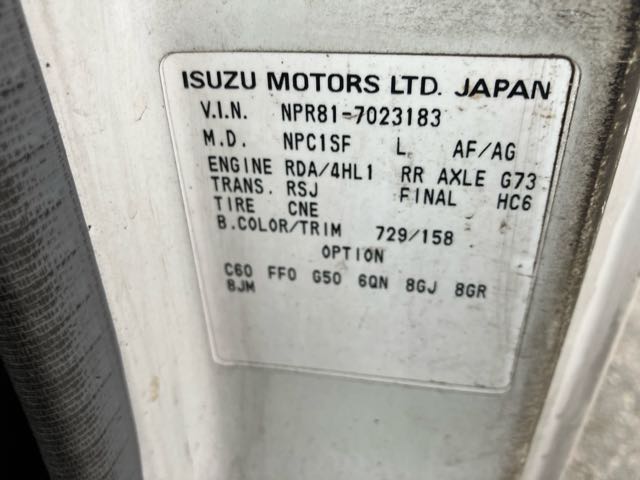 ISUZU MOTORS LTD. JAPAN
V.I.N. NPR81-7023183
M.D. NPC1SF L AF/AG
ENGINE RDA/4HL1 RR AXLE G73
TRANS. RSJ FINAL HC6
TIRE CNE
B.COLOR/TRIM 729/158
OPTION
C60 FF0 G50 6QN 8GJ 8GR
8JM